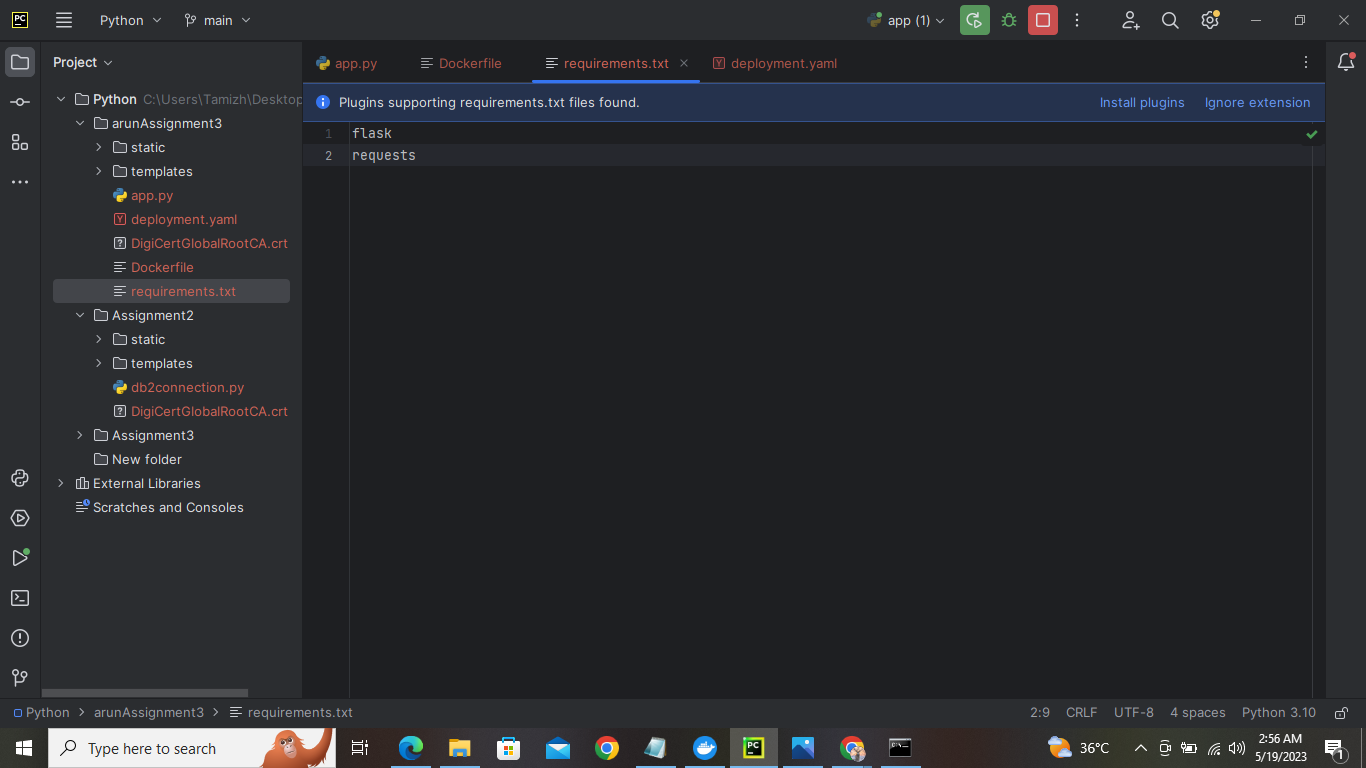 PC
Python
main
app (1)
Project
app.py
Dockerfile
requirements.txt
deployment.yaml
Plugins supporting requirements.txt files found.
Install plugins
Ignore extension
1 flask
2 requests
Python C:\Users\Tamizh\Desktop
arunAssignment3
static
templates
app.py
deployment.yaml
DigiCertGlobalRootCA.crt
Dockerfile
requirements.txt
Assignment2
static
templates
db2connection.py
DigiCertGlobalRootCA.crt
Assignment3
New folder
External Libraries
Scratches and Consoles
Python arunAssignment3 requirements.txt
2:9 CRLF UTF-8 4 spaces Python 3.10
Type here to search
PC
36°C
2:56 AM
5/19/2023
1